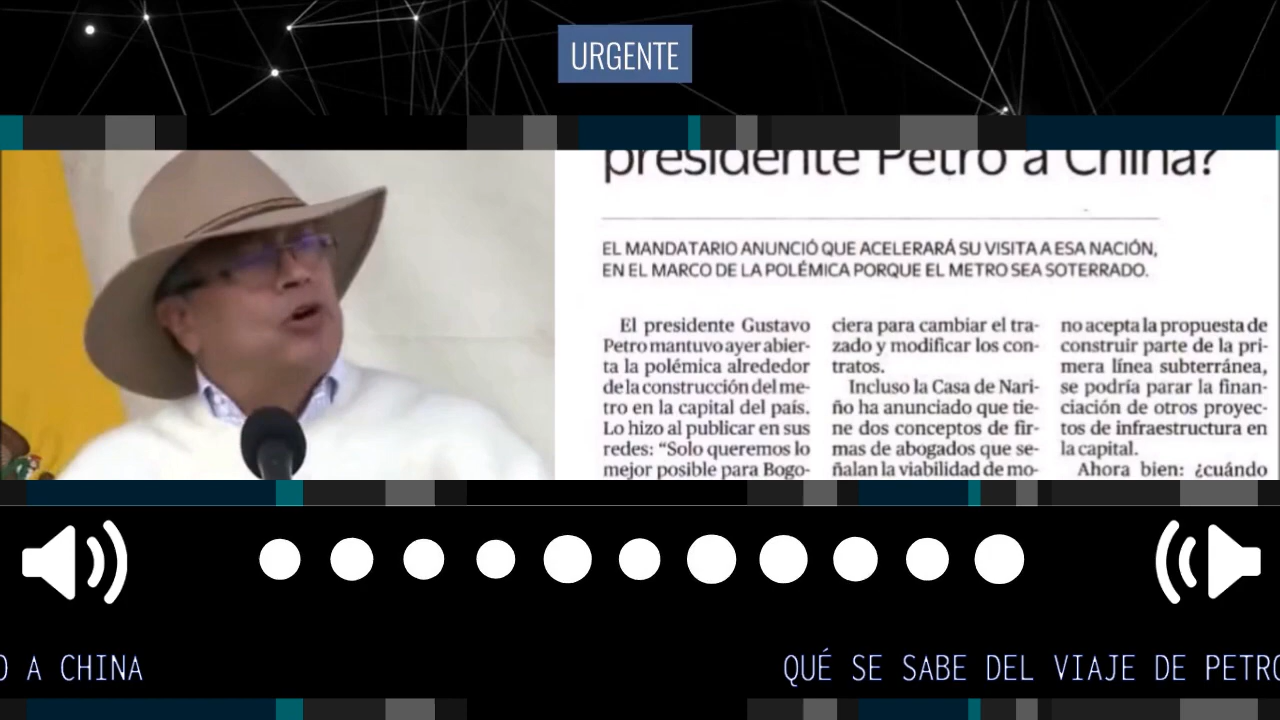 URGENTE
presidente Petro a China?
EL MANDATARIO ANUNCIÓ QUE ACELERARÁ SU VISITA A ESA NACIÓN,
EN EL MARCO DE LA POLÉMICA PORQUE EL METRO SEA SOTERRADO.
El presidente Gustavo
Petro mantuvo ayer abier-
ta la polémica alrededor
de la construcción del me-
tro en la capital del país.
Lo hizo al publicar en sus
redes: “Solo queremos lo
mejor posible para Bogo-
ciera para cambiar el tra-
zado y modificar los con-
tratos.
Incluso la Casa de Nari-
ño ha anunciado que tie-
ne dos conceptos de fir-
mas de abogados que se-
ñalan la viabilidad de mo-
no acepta la propuesta de
construir parte de la pri-
mera línea subterránea,
se podría parar la finan-
ciación de otros proyec-
tos de infraestructura en
la capital.
Ahora bien: ¿cuándo
O A CHINA
QUÉ SE SABE DEL VIAJE DE PETRO